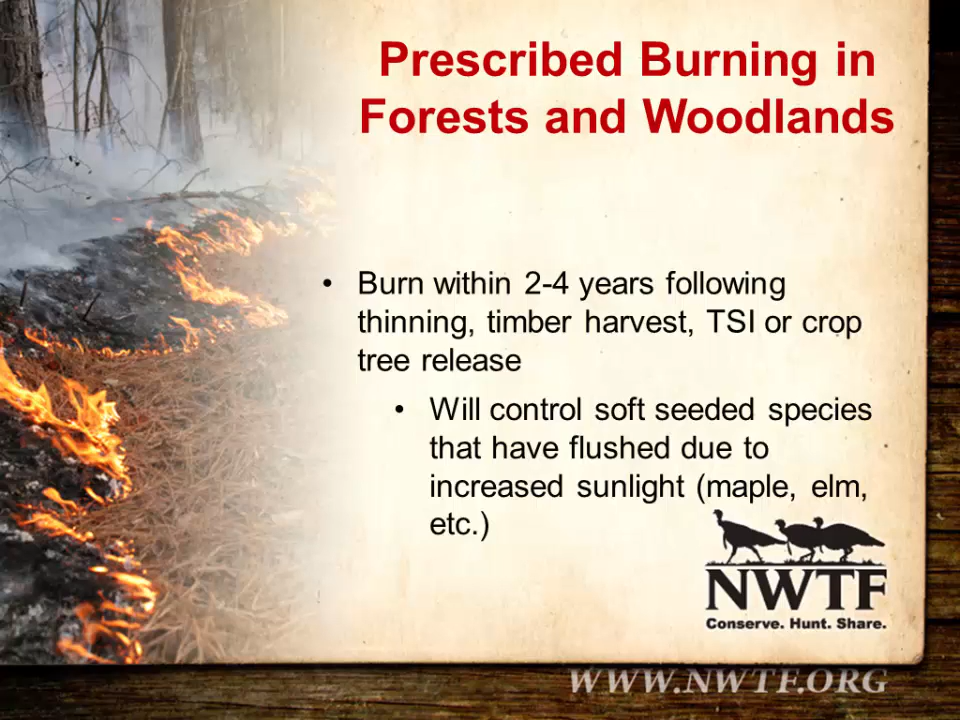 Prescribed Burning in
Forests and Woodlands
• Burn within 2-4 years following
thinning, timber harvest, TSI or crop
tree release
• Will control soft seeded species
that have flushed due to
increased sunlight (maple, elm,
etc.)
NWTF
Conserve. Hunt. Share.
WWW.NWTF.ORG